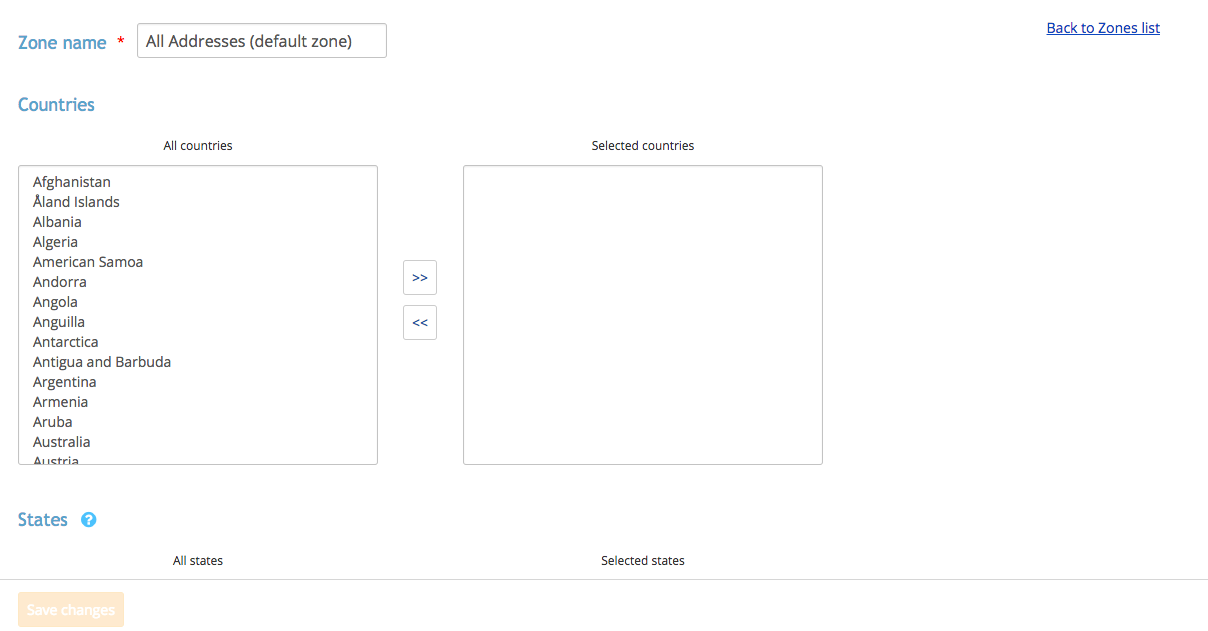 Zone name * All Addresses (default zone) Back to Zones list
Countries
All countries Selected countries
Afghanistan
Åland Islands
Albania
Algeria
American Samoa
Andorra
Angola
Anguilla
Antarctica
Antigua and Barbuda
Argentina
Armenia
Aruba
Australia
Austria
>>
<<
States ?
All states Selected states
Save changes